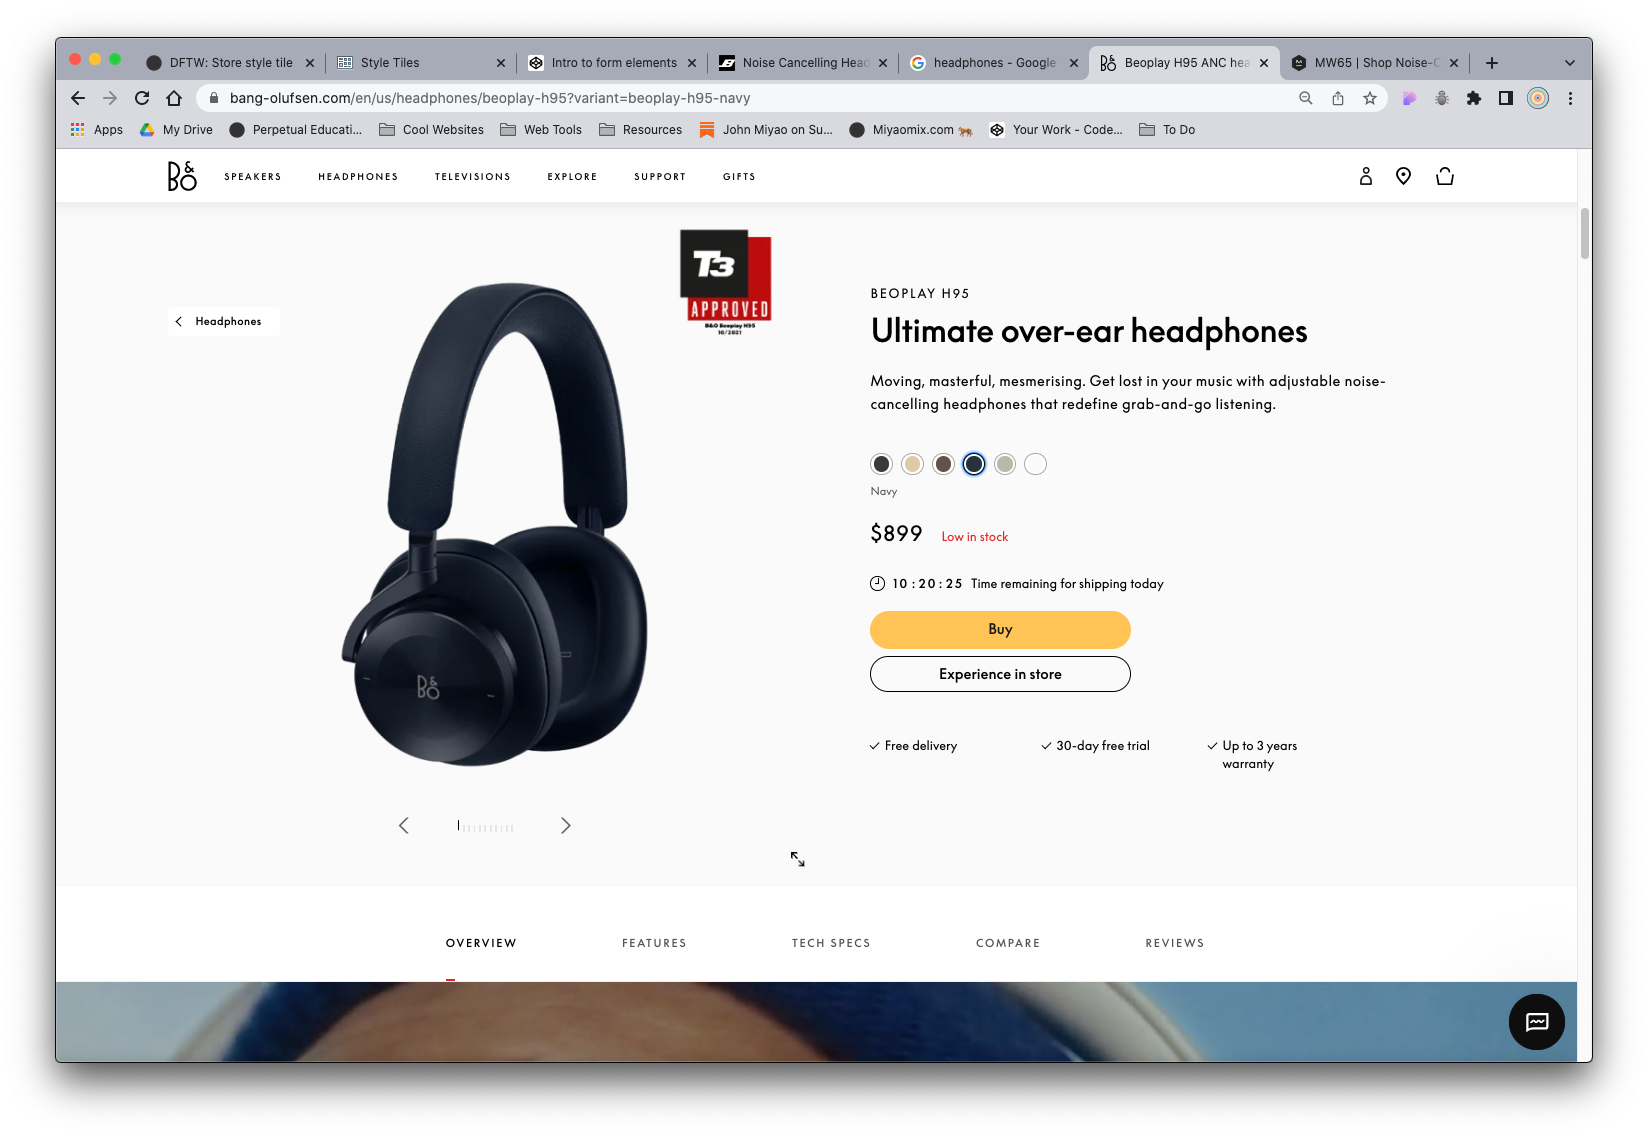 DFTW: Store style tile
Style Tiles
Intro to form elements
Noise Cancelling Head
headphones - Google
Beoplay H95 ANC hea
MW65 | Shop Noise-C
bang-olufsen.com/en/us/headphones/beoplay-h95?variant=beoplay-h95-navy
Apps
My Drive
Perpetual Educati...
Cool Websites
Web Tools
Resources
John Miyao on Su...
Miyaomix.com
Your Work - Code...
To Do
B&O
SPEAKERS
HEADPHONES
TELEVISIONS
EXPLORE
SUPPORT
GIFTS
T3
APPROVED
B&O Beoplay H95
10/2021
Headphones
BEOPLAY H95
Ultimate over-ear headphones
Moving, masterful, mesmerising. Get lost in your music with adjustable noise-
cancelling headphones that redefine grab-and-go listening.
Navy
$899
Low in stock
10 : 20 : 25 Time remaining for shipping today
Buy
Experience in store
Free delivery
30-day free trial
Up to 3 years
warranty
B&O
OVERVIEW
FEATURES
TECH SPECS
COMPARE
REVIEWS